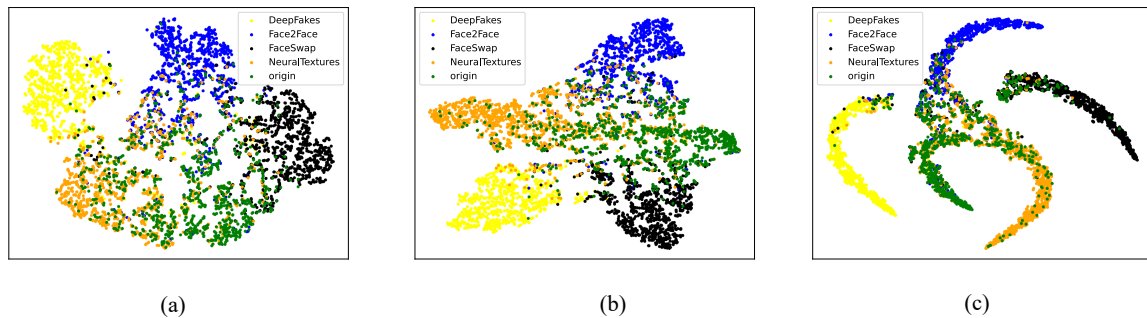 DeepFakes
Face2Face
FaceSwap
NeuralTextures
origin
DeepFakes
Face2Face
FaceSwap
NeuralTextures
origin
DeepFakes
Face2Face
FaceSwap
NeuralTextures
origin
(a)
(b)
(c)